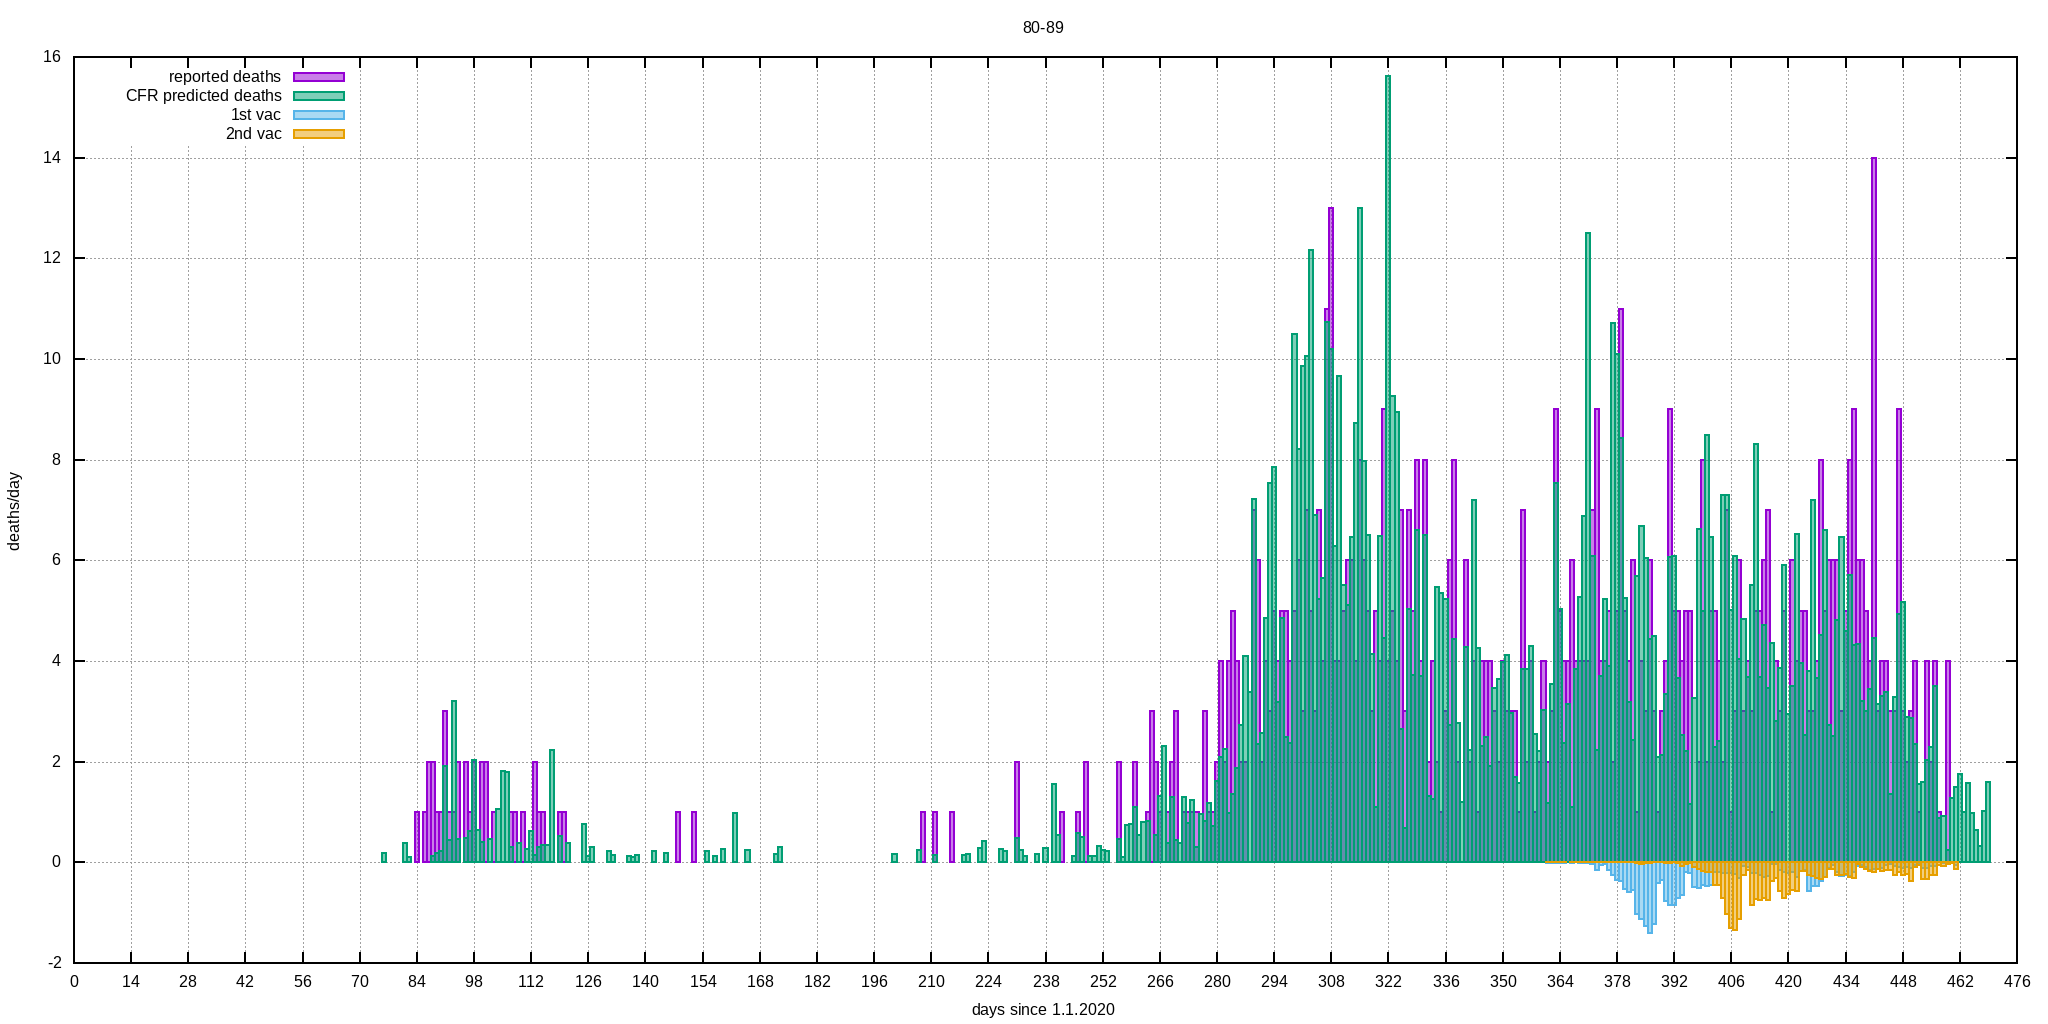 80-89
16
reported deaths
CFR predicted deaths
1st vac
2nd vac
14
12
10
8
6
4
2
0
-2
deaths/day
0 14 28 42 56 70 84 98 112 126 140 154 168 182 196 210 224 238 252 266 280 294 308 322 336 350 364 378 392 406 420 434 448 462 476
days since 1.1.2020